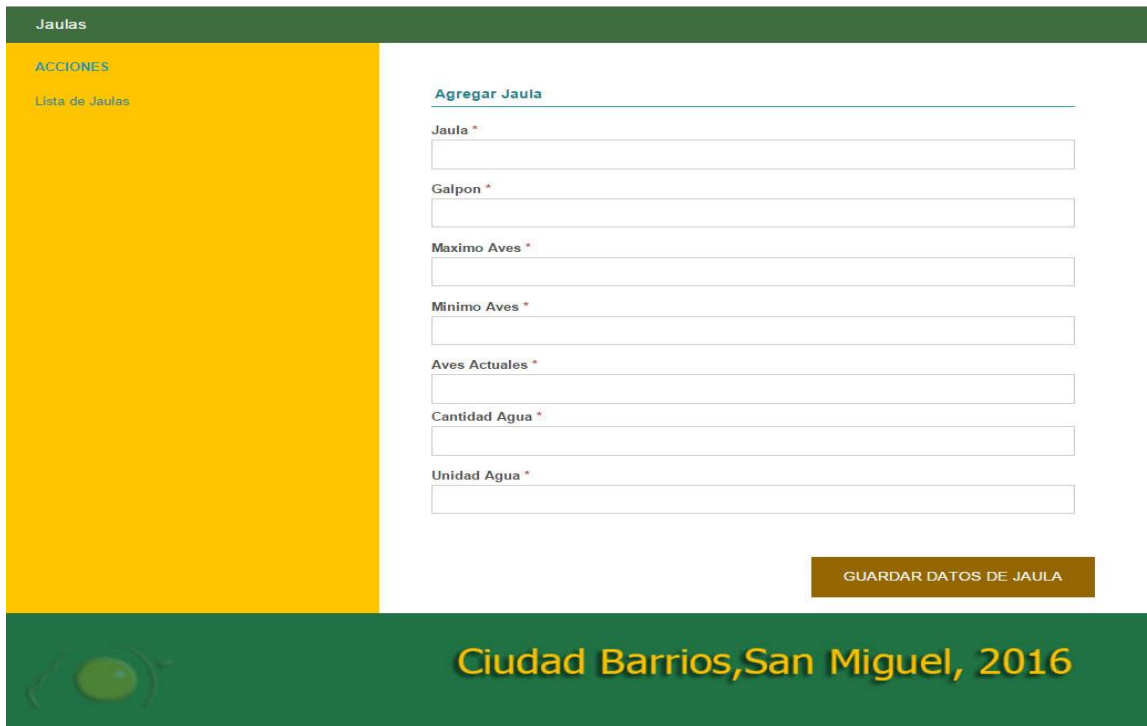 Jaulas
ACCIONES
Lista de Jaulas
Agregar Jaula
Jaula *
Galpon *
Maximo Aves *
Minimo Aves *
Aves Actuales *
Cantidad Agua *
Unidad Agua *
GUARDAR DATOS DE JAULA
Ciudad Barrios,San Miguel, 2016